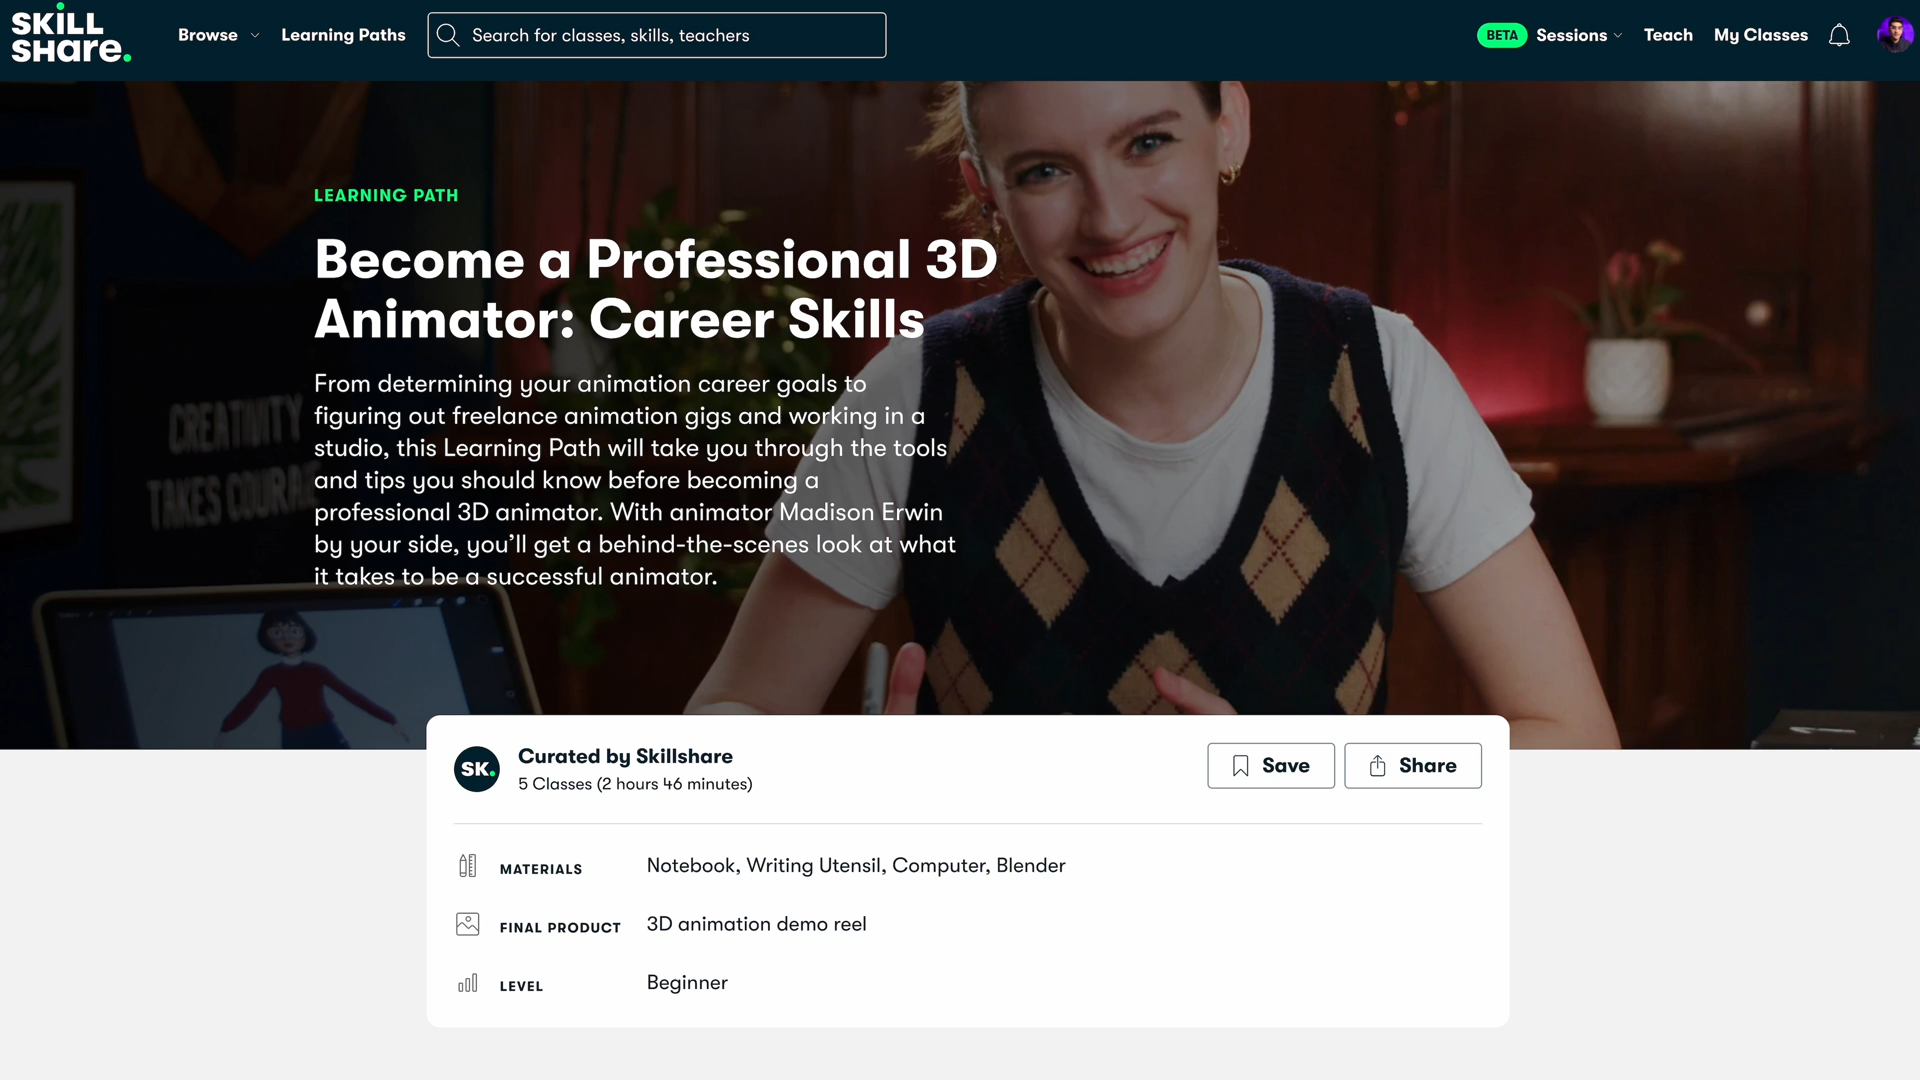 SKILL
SHARE.
Browse
Learning Paths
Search for classes, skills, teachers
BETA
Sessions
Teach
My Classes
LEARNING PATH
Become a Professional 3D
Animator: Career Skills
From determining your animation career goals to
figuring out freelance animation gigs and working in a
studio, this Learning Path will take you through the tools
and tips you should know before becoming a
professional 3D animator. With animator Madison Erwin
by your side, you’ll get a behind-the-scenes look at what
it takes to be a successful animator.
CREATIVITY
TAKES COURAGE
SK.
Curated by Skillshare
5 Classes (2 hours 46 minutes)
Save
Share
MATERIALS
Notebook, Writing Utensil, Computer, Blender
FINAL PRODUCT
3D animation demo reel
LEVEL
Beginner